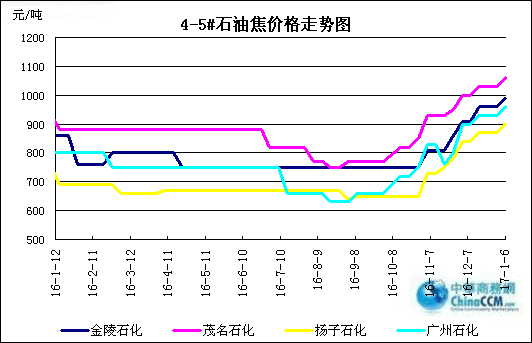 元/吨
4-5#石油焦价格走势图
1200
1100
1000
900
800
700
600
500
16-1-12
16-2-11
16-3-12
16-4-11
16-5-11
16-6-10
16-7-10
16-8-9
16-9-8
16-10-8
16-11-7
16-12-7
17-1-6
中商商務網
ChinaCCM.com
金陵石化
茂名石化
扬子石化
广州石化